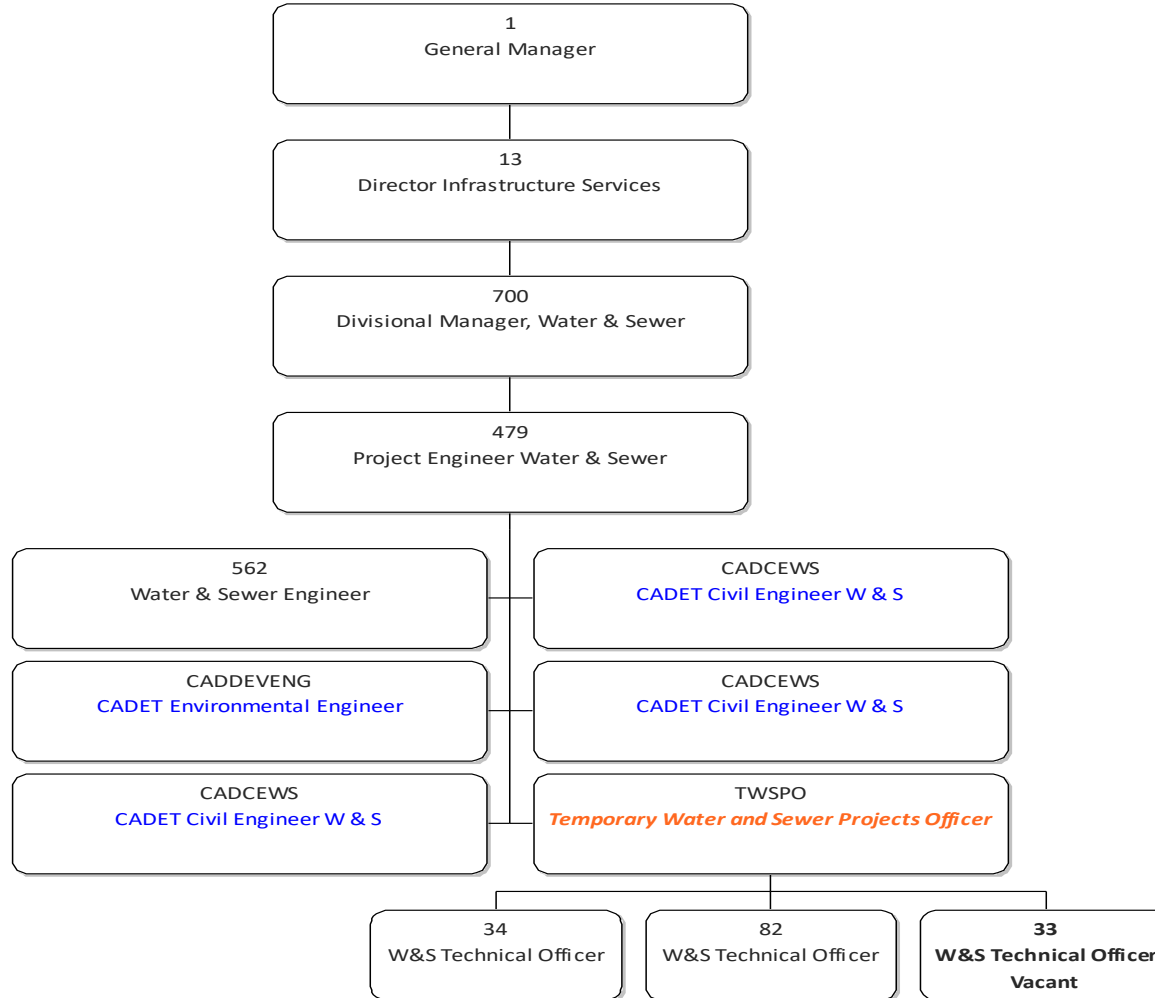 1
General Manager
13
Director Infrastructure Services
700
Divisional Manager, Water & Sewer
479
Project Engineer Water & Sewer
562
Water & Sewer Engineer
CADCEWS
CADET Civil Engineer W & S
CADDEVENG
CADET Environmental Engineer
CADCEWS
CADET Civil Engineer W & S
CADCEWS
CADET Civil Engineer W & S
TWSPO
Temporary Water and Sewer Projects Officer
34
W&S Technical Officer
82
W&S Technical Officer
33
W&S Technical Officer
Vacant